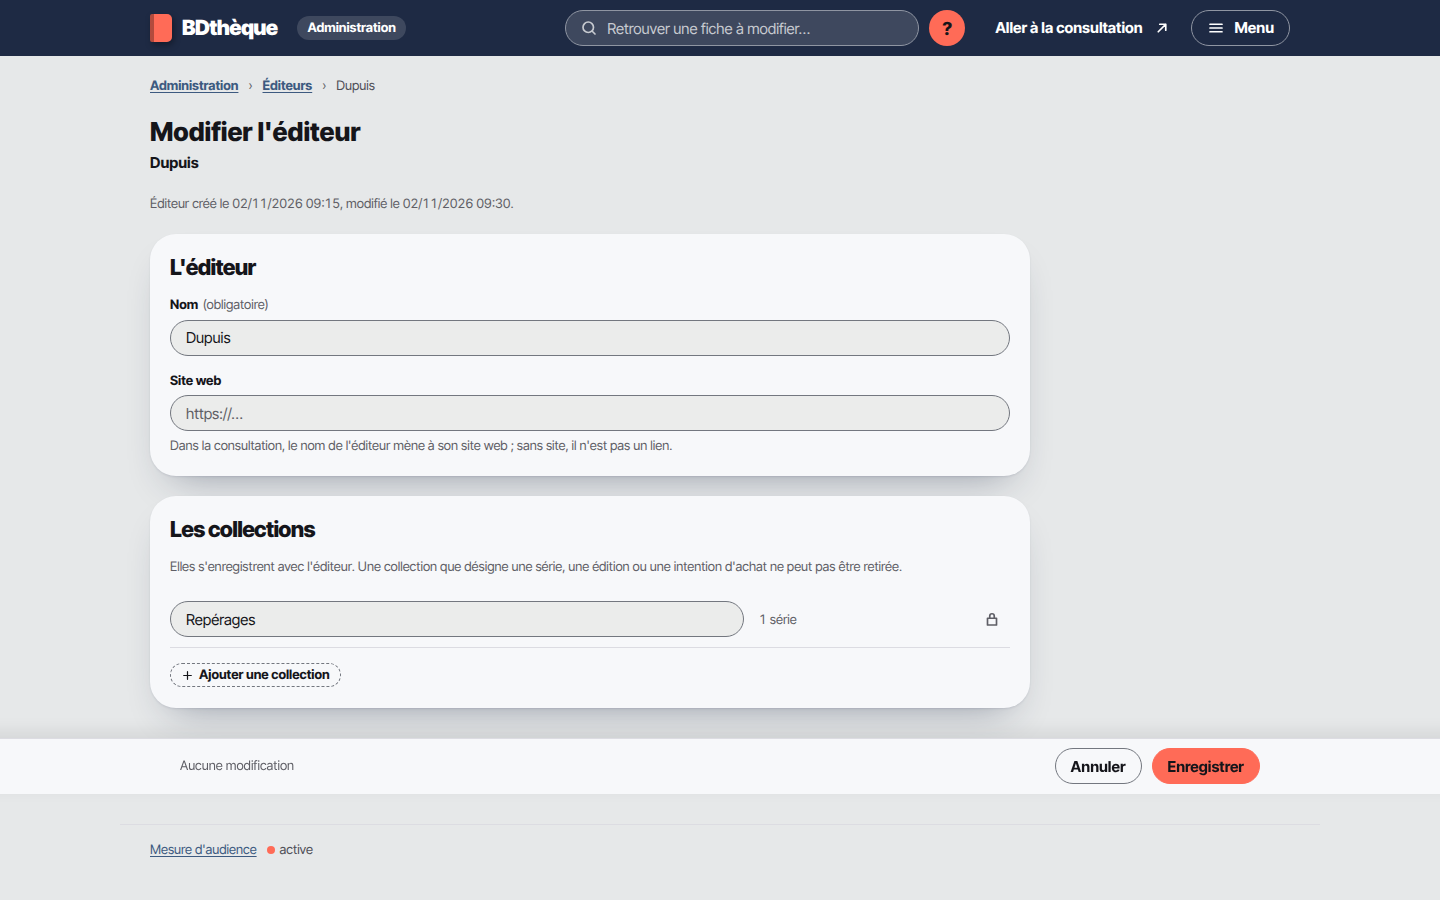 BDthèque
Administration
Retrouver une fiche à modifier...
?
Aller à la consultation
Menu
Administration › Éditeurs › Dupuis
Modifier l'éditeur
Dupuis
Éditeur créé le 02/11/2026 09:15, modifié le 02/11/2026 09:30.
L'éditeur
Nom (obligatoire)
Dupuis
Site web
https://...
Dans la consultation, le nom de l'éditeur mène à son site web ; sans site, il n'est pas un lien.
Les collections
Elles s'enregistrent avec l'éditeur. Une collection que désigne une série, une édition ou une intention d'achat ne peut pas être retirée.
Repérages
1 série
Ajouter une collection
Aucune modification
Annuler
Enregistrer
Mesure d'audience
active